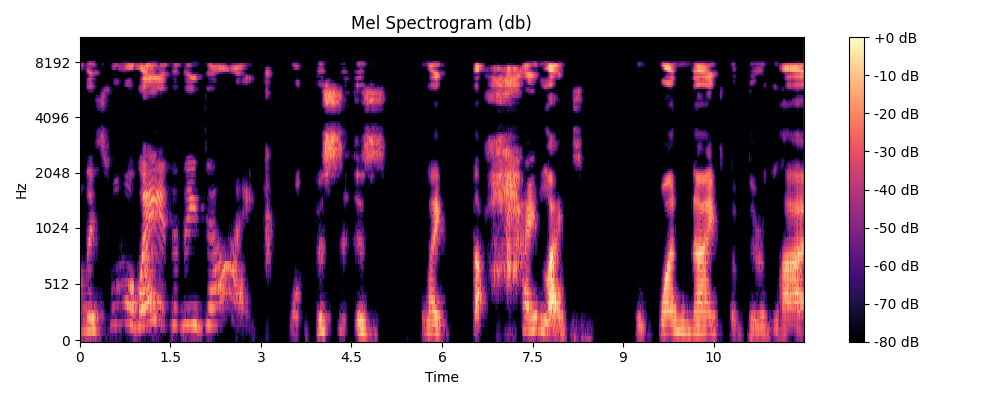 Mel Spectrogram (db)
8192
4096
2048
1024
512
0
Hz
0 1.5 3 4.5 6 7.5 9 10
Time
+0 dB
-10 dB
-20 dB
-30 dB
-40 dB
-50 dB
-60 dB
-70 dB
-80 dB